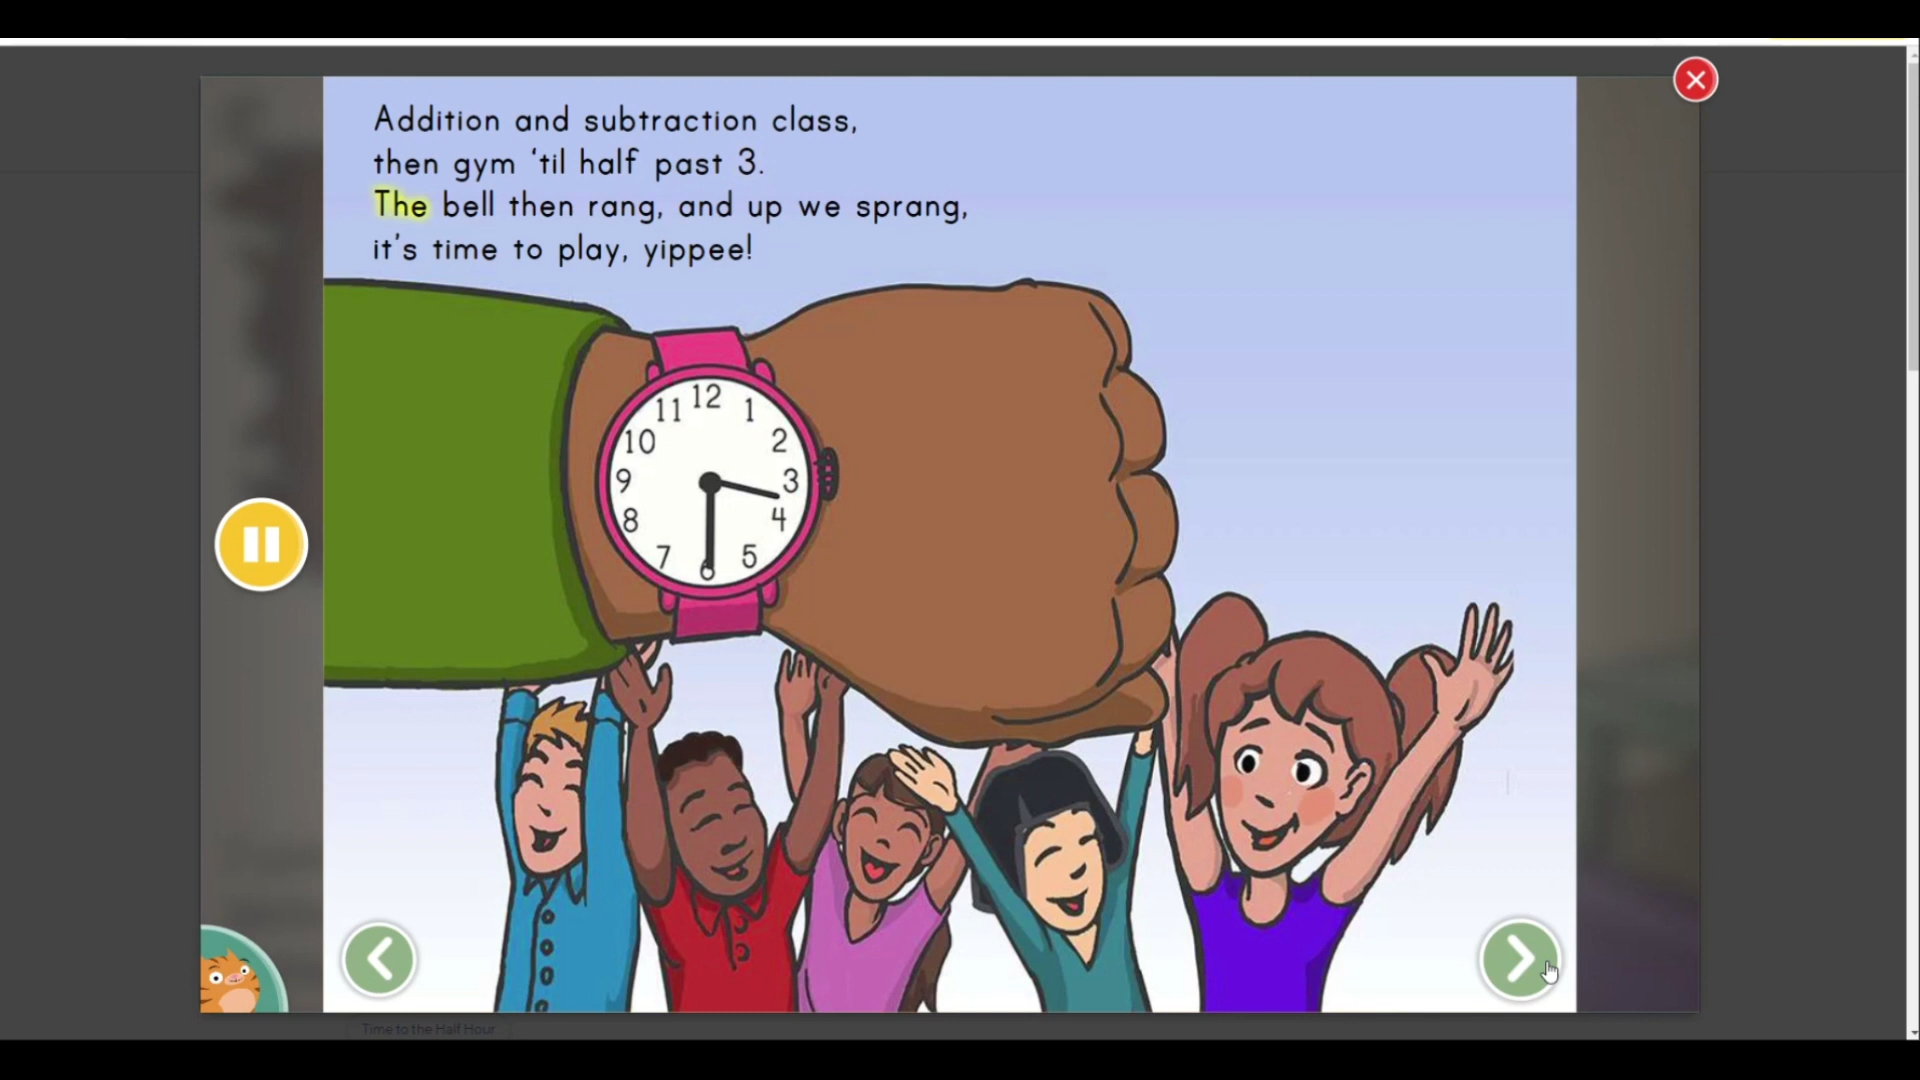 Addition and subtraction class,
then gym ‘til half past 3.
The bell then rang, and up we sprang,
it's time to play, yippee!
12
11
1
10
2
9
3
8
4
7
5
6
Time to the Half Hour